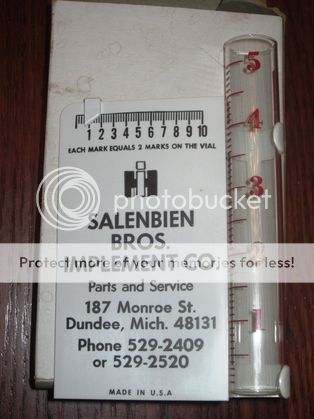 1 2 3 4 5 6 7 8 9 10
EACH MARK EQUALS 2 MARKS ON THE VIAL
IH
SALENBIEN
BROS.
IMPLEMENT CO.
Parts and Service
187 Monroe St.
Dundee, Mich. 48131
Phone 529-2409
or 529-2520
MADE IN U.S.A
5
4
3
2
1
photobucket
Protect more of your memories for less!